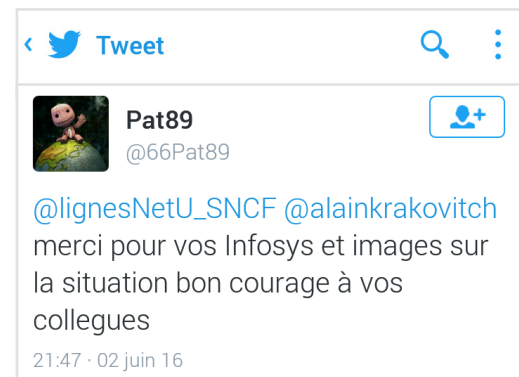 Tweet
Pat89
@66Pat89
@lignesNetU_SNCF @alainkrakovitch
merci pour vos Infosys et images sur
la situation bon courage à vos
collegues
21:47 · 02 juin 16